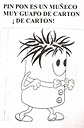 PIN PON ES UN MUÑECO
MUY GUAPO DE CARTON
¡ DE CARTON!